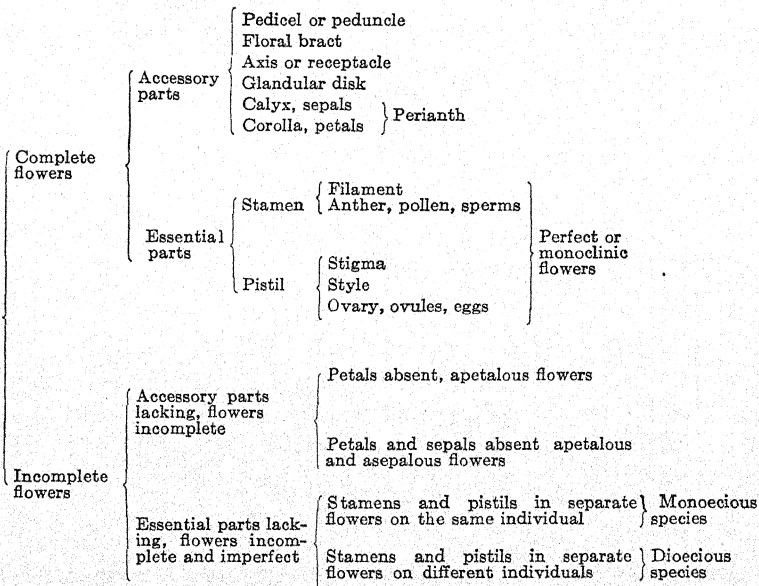 Pedicel or peduncle
Floral bract
Axis or receptacle
Accessory
parts
Glandular disk
Calyx, sepals
Corolla, petals
Perianth
Complete
flowers
Filament
Stamen
Anther, pollen, sperms
Essential
parts
Perfect or
monoclinic
flowers
Stigma
Pistil
Style
Ovary, ovules, eggs
Accessory parts
lacking, flowers
incomplete
Petals absent, apetalous flowers
Petals and sepals absent apetalous
and asepalous flowers
Incomplete
flowers
Essential parts lack-
ing, flowers incom-
plete and imperfect
Stamens and pistils in separate
flowers on the same individual
Monoecious
species
Stamens and pistils in separate
flowers on different individuals
Dioecious
species